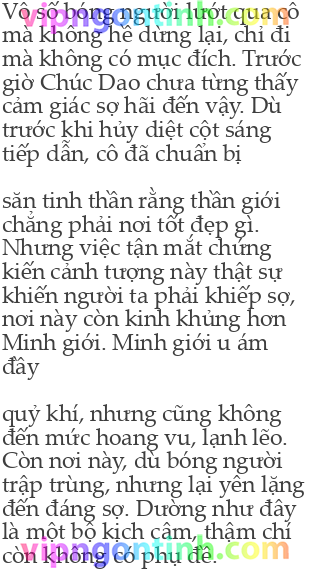 Vô số bóng người lướt qua cô
mà không hề dừng lại, chỉ đi
mà không có mục đích. Trước
giờ Chúc Dao chưa từng thấy
cảm giác sợ hãi đến vậy. Dù
trước khi hủy diệt cột sáng
tiếp dẫn, cô đã chuẩn bị
sẵn tinh thần rằng thần giới
chẳng phải nơi tốt đẹp gì.
Nhưng việc tận mắt chứng
kiến cảnh tượng này thật sự
khiến người ta phải khiếp sợ,
nơi này còn kinh khủng hơn
Minh giới. Minh giới u ám
đầy
quỷ khí, nhưng cũng không
đến mức hoang vu, lạnh lẽo.
Còn nơi này, dù bóng người
trập trùng, nhưng lại yên lặng
đến đáng sợ. Dường như đây
là một bộ kịch câm, thậm chí
còn không có phụ đề.
vipngontinh.com
vipngontinh.com
vipngontinh.com
vipngontinh.com